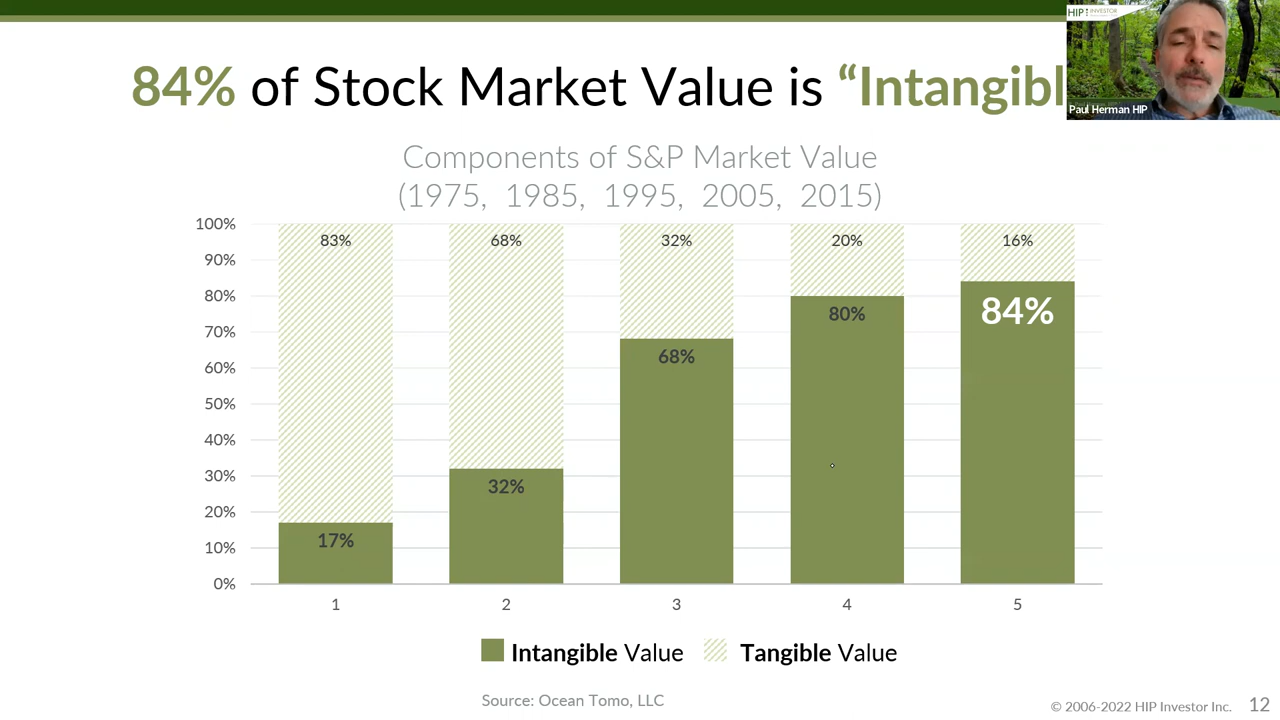 84% of Stock Market Value is “Intangibl
HIP INVESTOR
Paul Herman HIP
Components of S&P Market Value
(1975, 1985, 1995, 2005, 2015)
100%
90%
80%
70%
60%
50%
40%
30%
20%
10%
0%
83%
68%
32%
20%
16%
17%
32%
68%
80%
84%
1 2 3 4 5
Intangible Value Tangible Value
Source: Ocean Tomo, LLC
© 2006-2022 HIP Investor Inc. 12